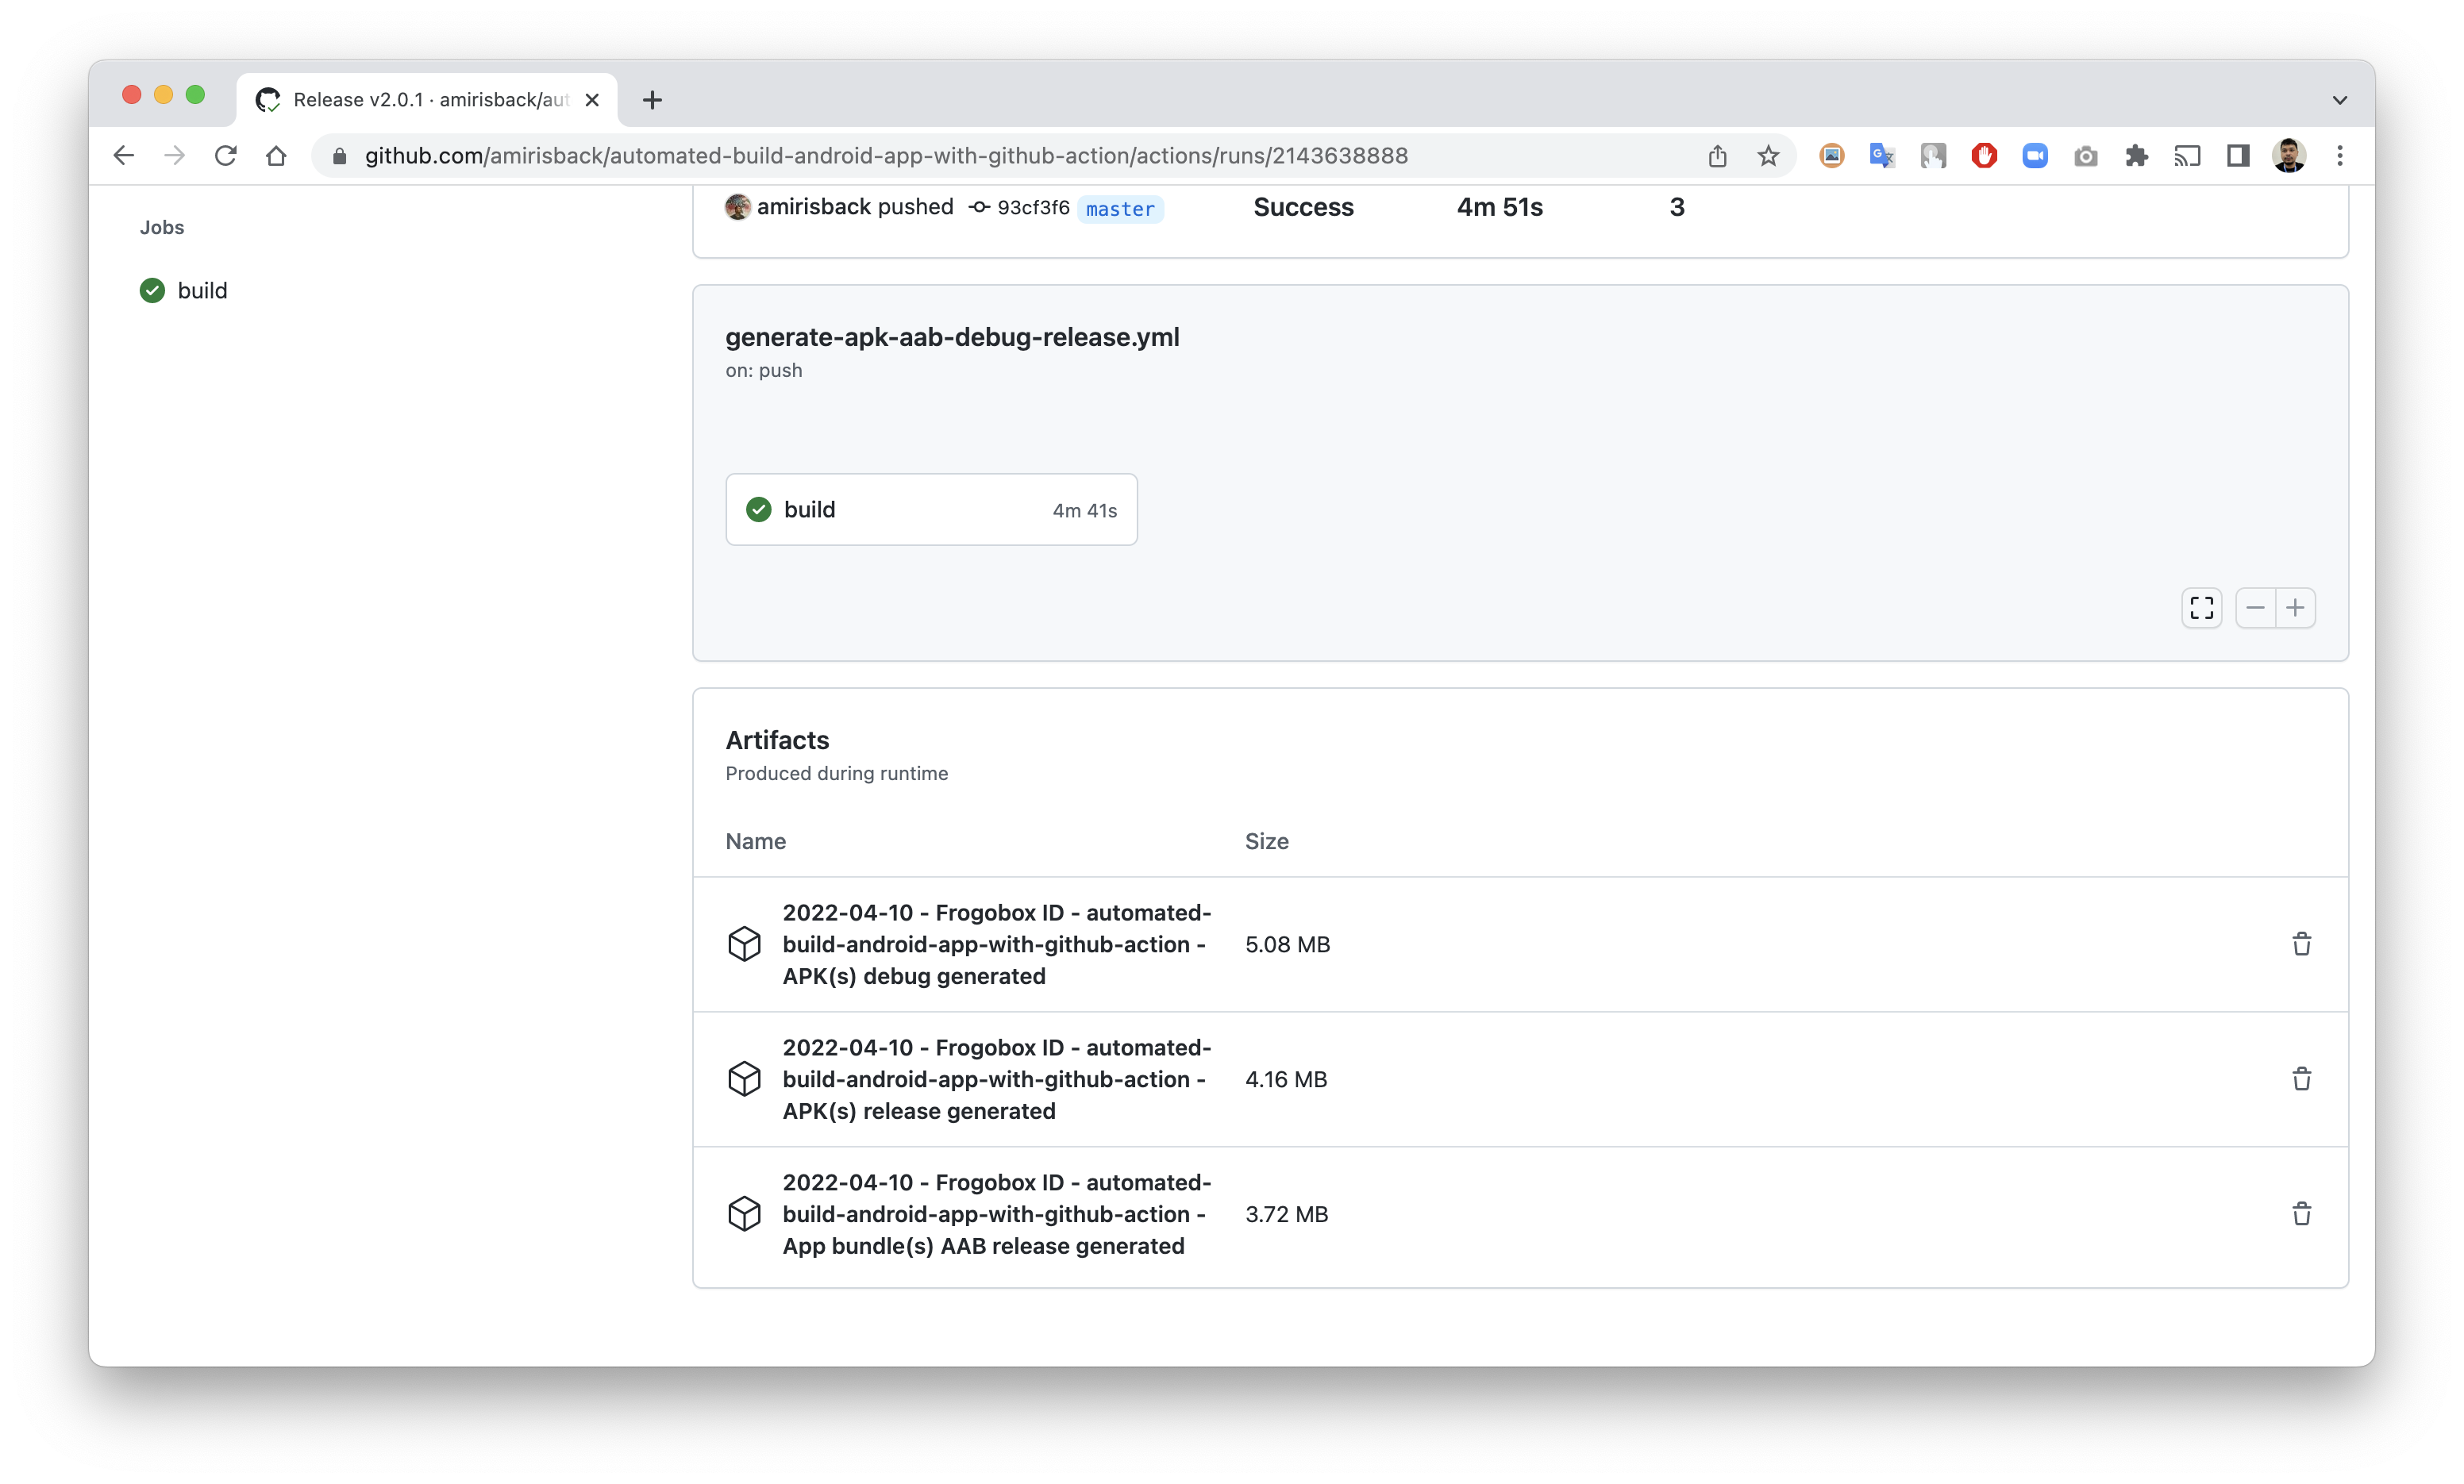 Release v2.0.1 · amirisback/aut
github.com/amirisback/automated-build-android-app-with-github-action/actions/runs/2143638888
Jobs
build
amirisback pushed 93cf3f6 master Success 4m 51s 3
generate-apk-aab-debug-release.yml
on: push
build 4m 41s
Artifacts
Produced during runtime
Name Size
2022-04-10 - Frogobox ID - automated-
build-android-app-with-github-action - 5.08 MB
APK(s) debug generated
2022-04-10 - Frogobox ID - automated-
build-android-app-with-github-action - 4.16 MB
APK(s) release generated
2022-04-10 - Frogobox ID - automated-
build-android-app-with-github-action - 3.72 MB
App bundle(s) AAB release generated